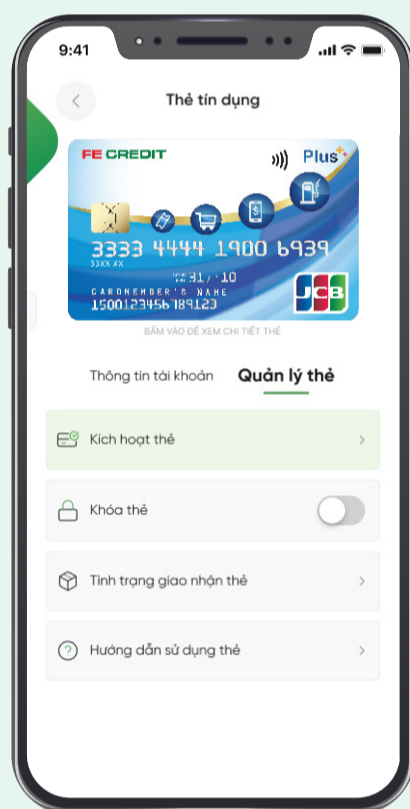 9:41
Thẻ tín dụng
FE CREDIT
Plus
3333 4444 1900 6939
33XX XX
31/10
CARDMEMBER'S NAME
1500123456789123
JCB
BẤM VÀO ĐỂ XEM CHI TIẾT THẺ
Thông tin tài khoản Quản lý thẻ
Kích hoạt thẻ
Khóa thẻ
Tình trạng giao nhận thẻ
Hướng dẫn sử dụng thẻ